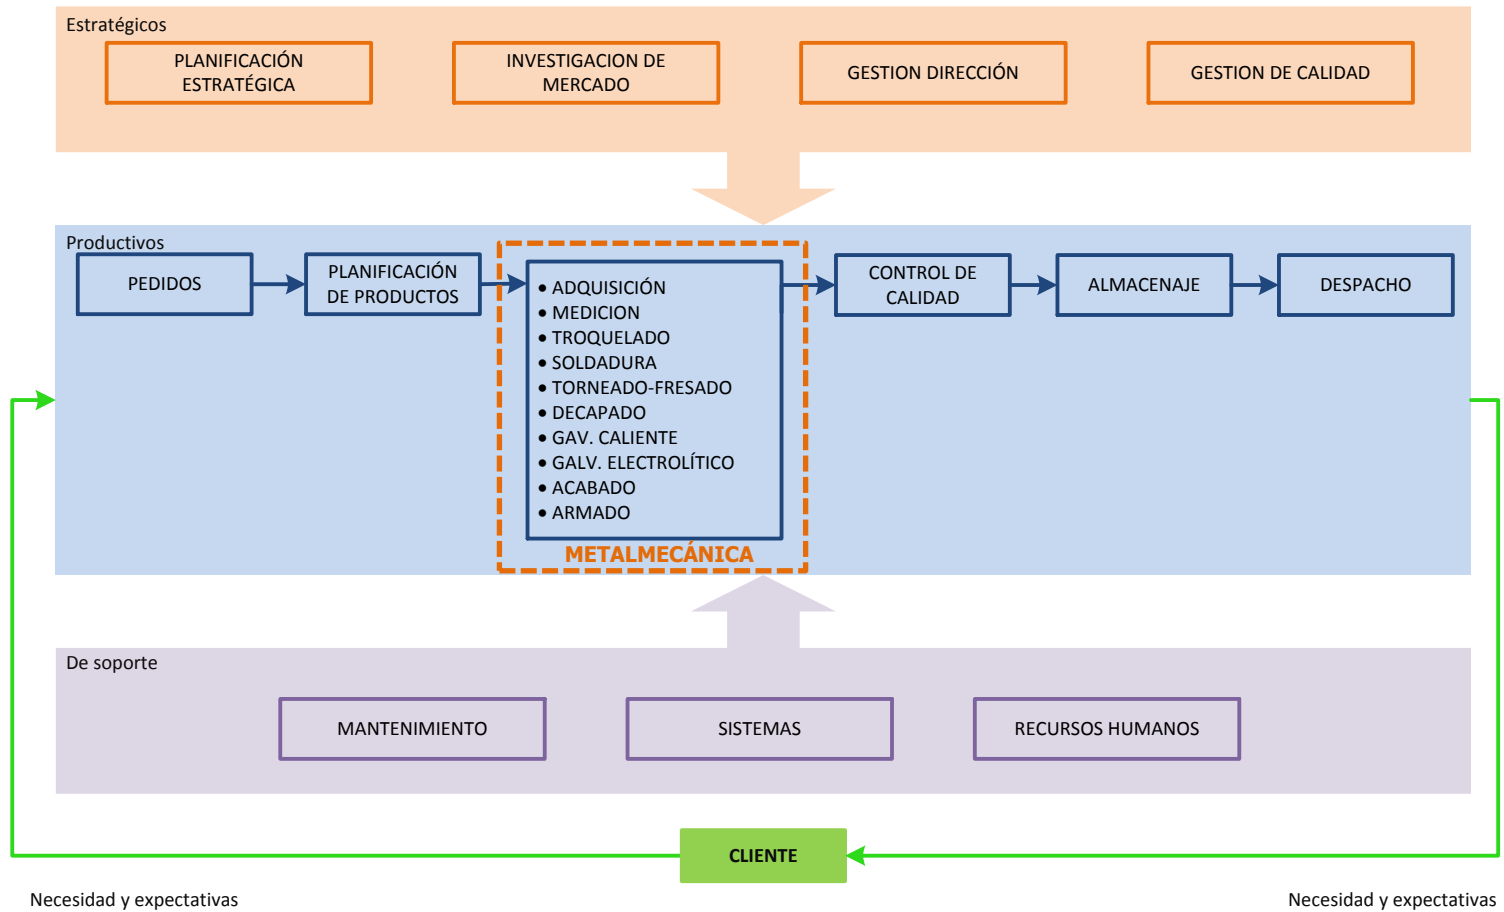 Estratégicos
PLANIFICACIÓN
ESTRATÉGICA
INVESTIGACION DE
MERCADO
GESTION DIRECCIÓN
GESTION DE CALIDAD
Productivos
PEDIDOS
PLANIFICACIÓN
DE PRODUCTOS
• ADQUISICIÓN
• MEDICION
• TROQUELADO
• SOLDADURA
• TORNEADO-FRESADO
• DECAPADO
• GAV. CALIENTE
• GALV. ELECTROLÍTICO
• ACABADO
• ARMADO
METALMECÁNICA
CONTROL DE
CALIDAD
ALMACENAJE
DESPACHO
De soporte
MANTENIMIENTO
SISTEMAS
RECURSOS HUMANOS
CLIENTE
Necesidad y expectativas
Necesidad y expectativas